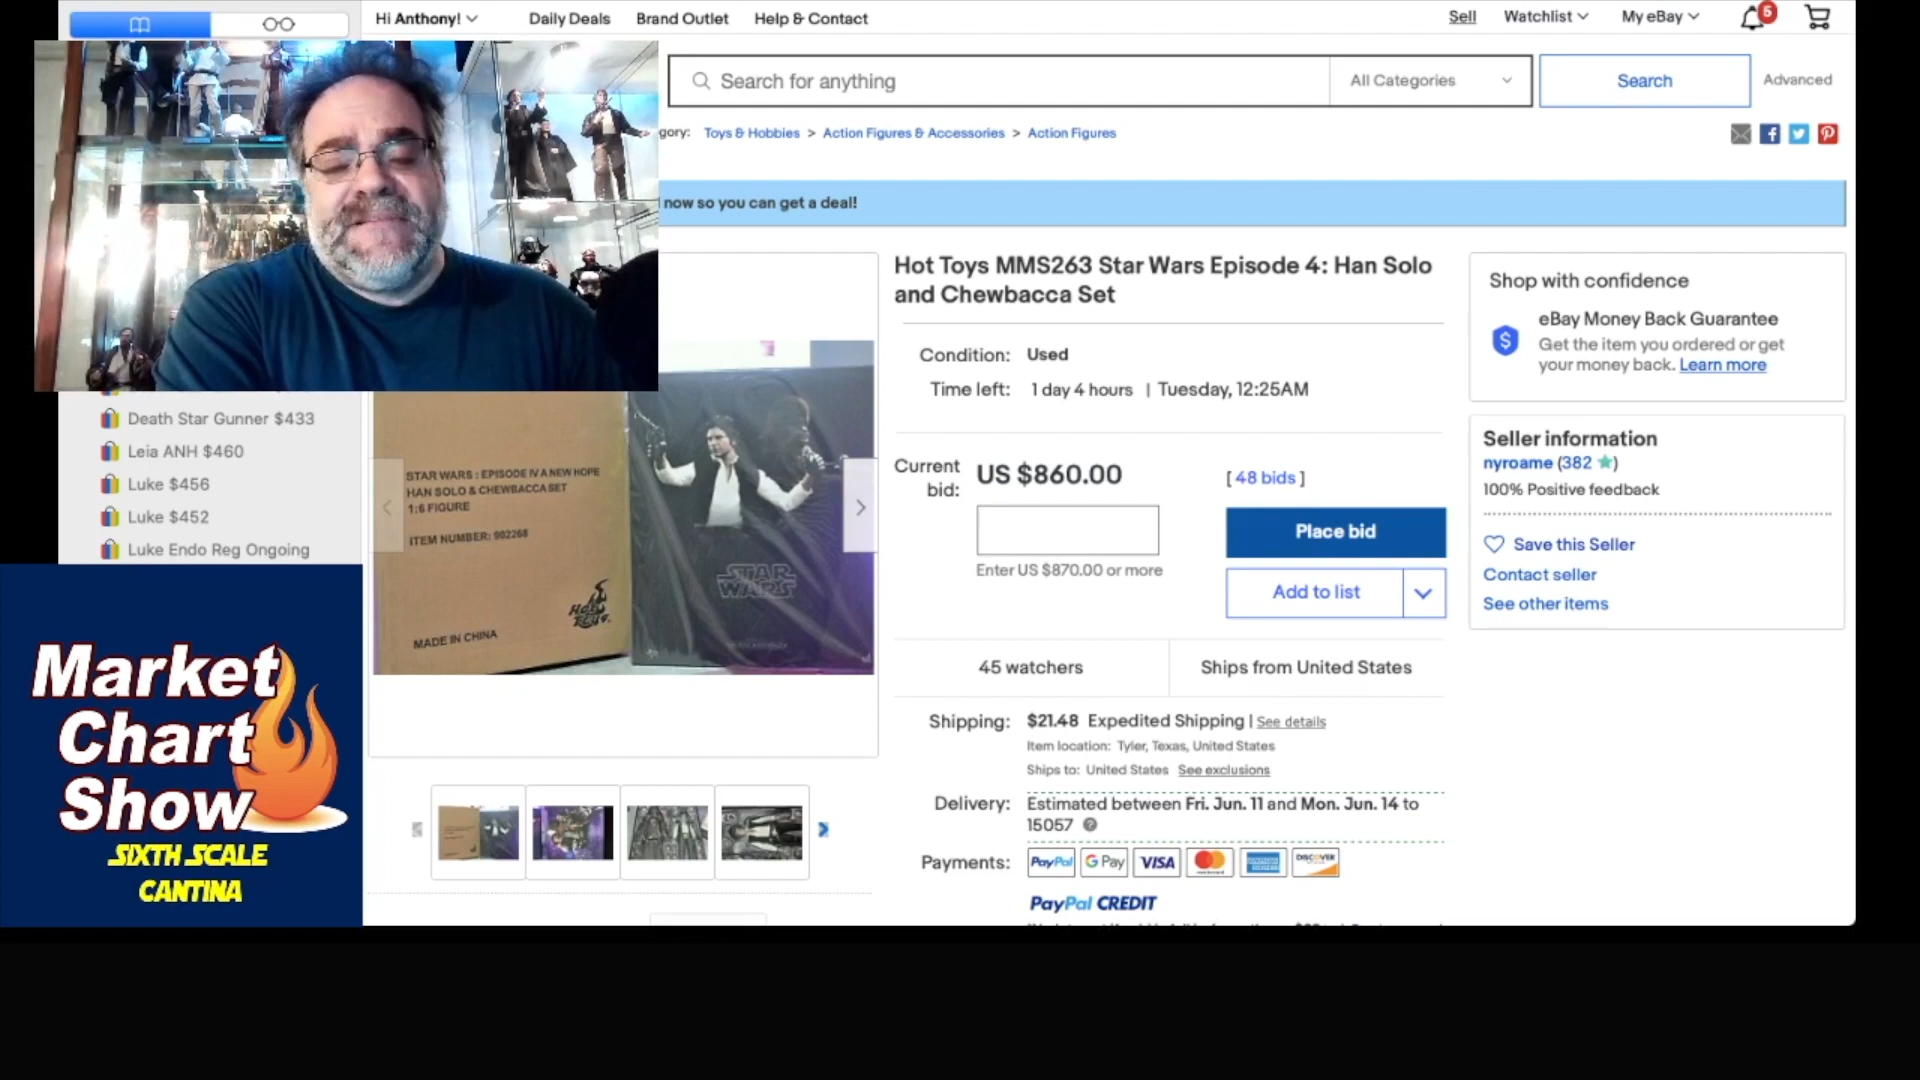 Hi Anthony!
Daily Deals
Brand Outlet
Help & Contact
Sell
Watchlist
My eBay
5
Search for anything
All Categories
Search
Advanced
gory: Toys & Hobbies > Action Figures & Accessories > Action Figures
now so you can get a deal!
Hot Toys MMS263 Star Wars Episode 4: Han Solo
and Chewbacca Set
Condition: Used
Time left: 1 day 4 hours | Tuesday, 12:25AM
Current
bid:
US $860.00
[ 48 bids ]
Place bid
Enter US $870.00 or more
Add to list
45 watchers
Ships from United States
Shipping: $21.48 Expedited Shipping | See details
Item location: Tyler, Texas, United States
Ships to: United States See exclusions
Delivery: Estimated between Fri. Jun. 11 and Mon. Jun. 14 to
15057
Payments: PayPal G Pay VISA DISCOVER
PayPal CREDIT
Shop with confidence
eBay Money Back Guarantee
Get the item you ordered or get
your money back. Learn more
Seller information
nyroame (382)
100% Positive feedback
Save this Seller
Contact seller
See other items
Death Star Gunner $433
Leia ANH $460
Luke $456
Luke $452
Luke Endo Reg Ongoing
STAR WARS : EPISODE IV A NEW HOPE
HAN SOLO & CHEWBACCA SET
1:6 FIGURE
ITEM NUMBER: 902268
MADE IN CHINA
HOT TOYS
STAR WARS
Market
Chart
Show
SIXTH SCALE
CANTINA